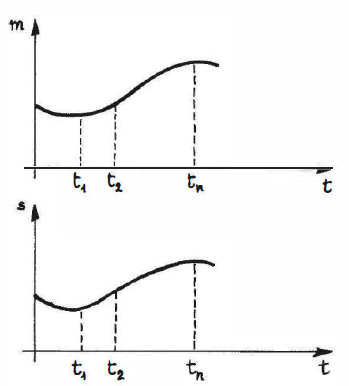 m
t₁ t₂ tₙ t
s
t₁ t₂ tₙ t